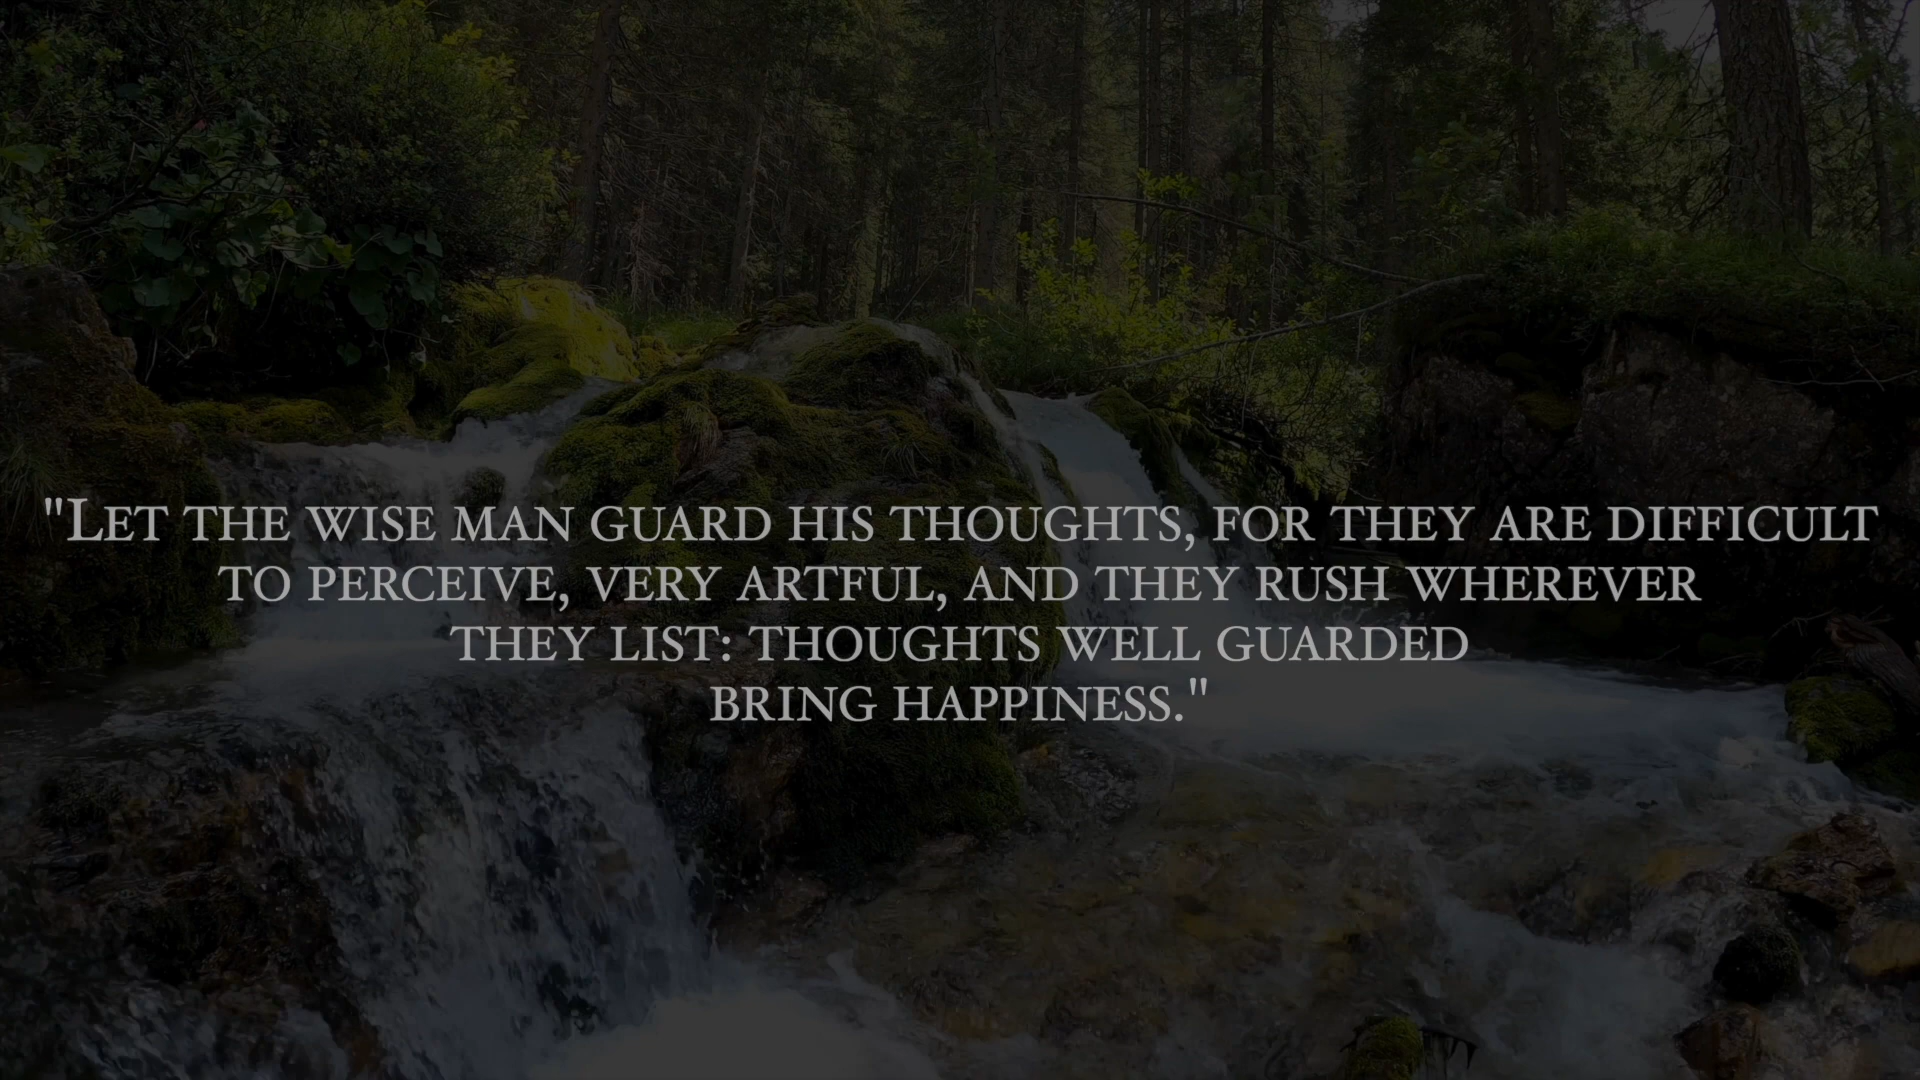 "Let the wise man guard his thoughts, for they are difficult
to perceive, very artful, and they rush wherever
they list: thoughts well guarded
bring happiness."